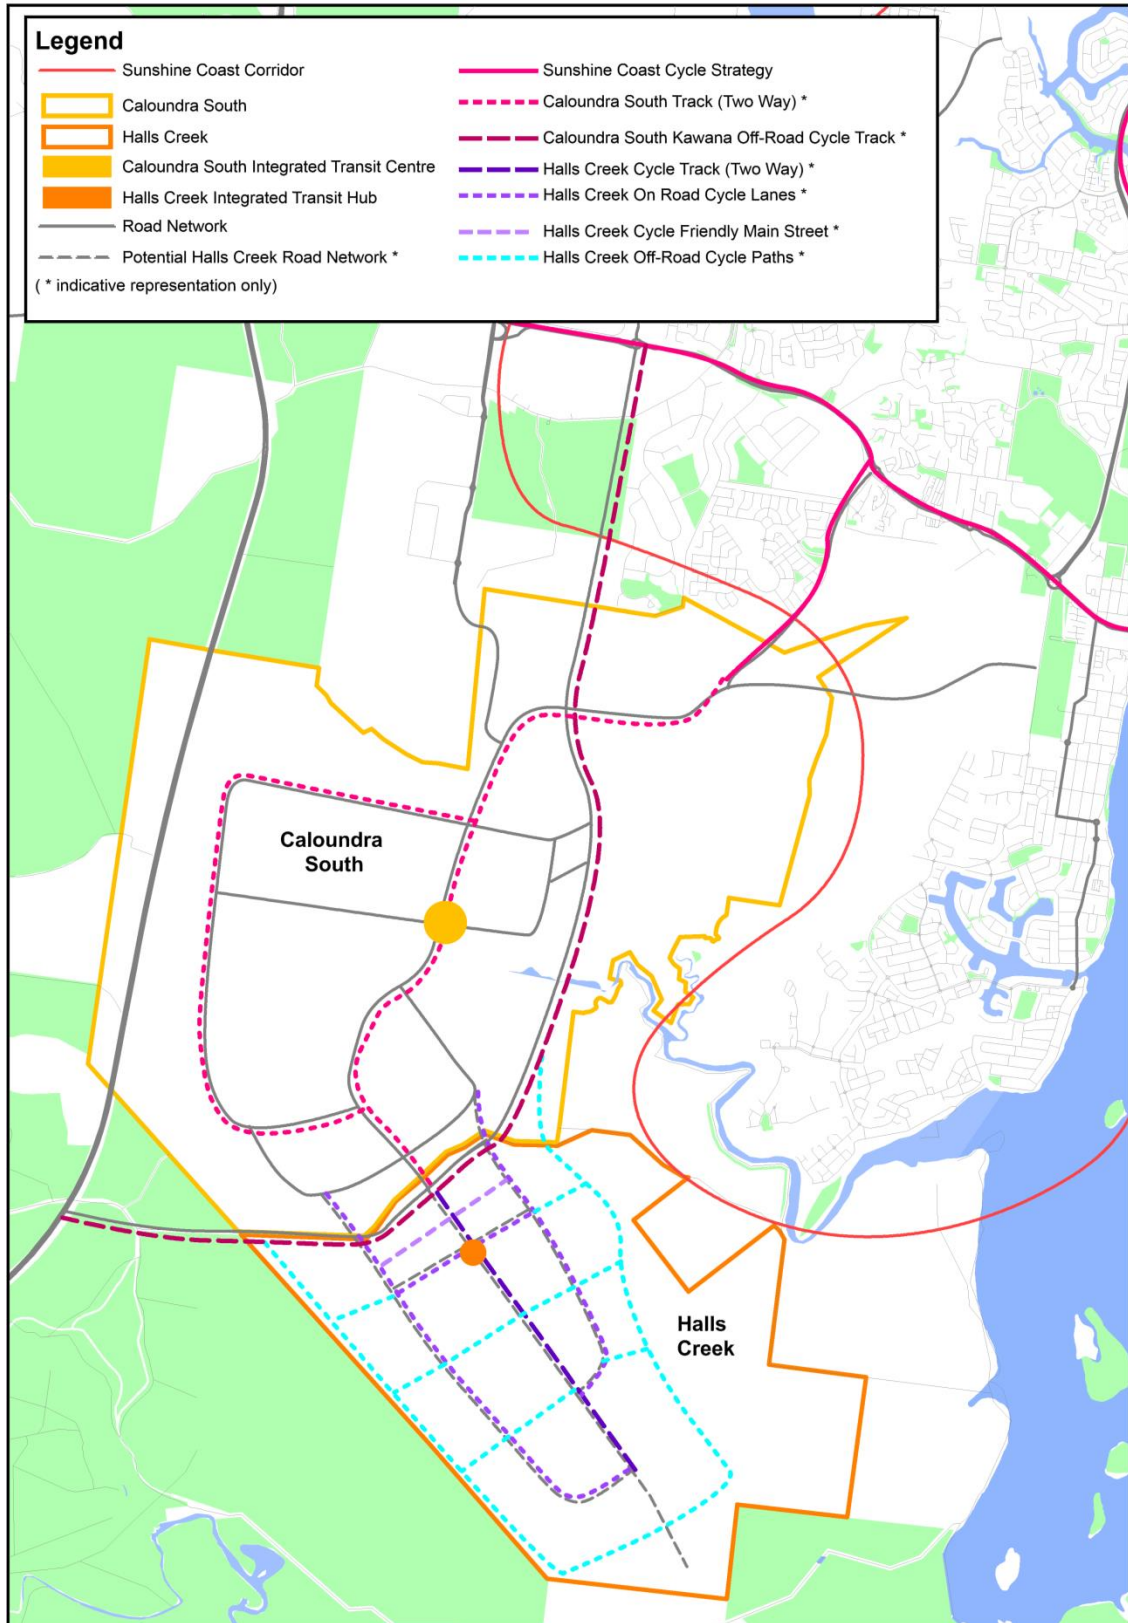 Legend
Sunshine Coast Corridor
Caloundra South
Halls Creek
Caloundra South Integrated Transit Centre
Halls Creek Integrated Transit Hub
Road Network
Potential Halls Creek Road Network *
( * indicative representation only)
Sunshine Coast Cycle Strategy
Caloundra South Track (Two Way) *
Caloundra South Kawana Off-Road Cycle Track *
Halls Creek Cycle Track (Two Way) *
Halls Creek On Road Cycle Lanes *
Halls Creek Cycle Friendly Main Street *
Halls Creek Off-Road Cycle Paths *
Caloundra
South
Halls
Creek